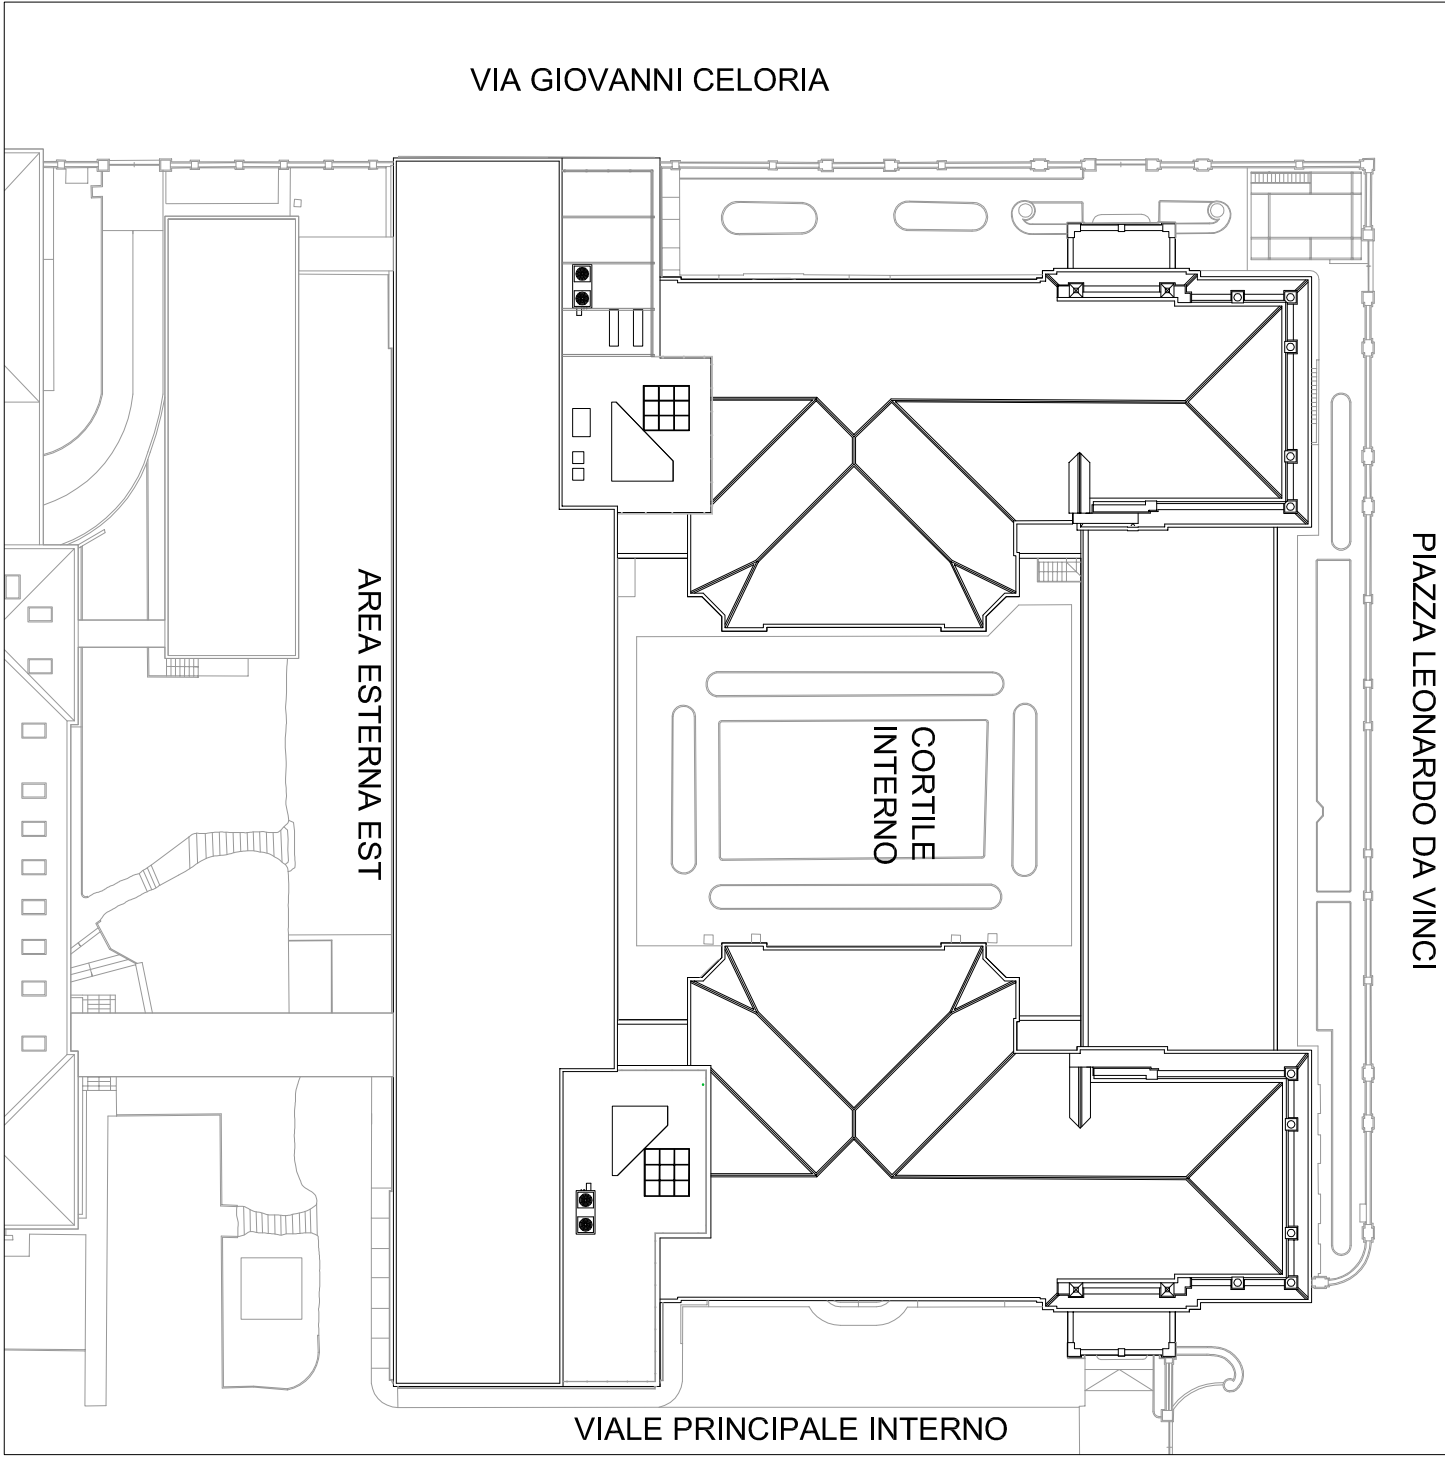 VIA GIOVANNI CELORIA
AREA ESTERNA EST
CORTILE
INTERNO
PIAZZA LEONARDO DA VINCI
VIALE PRINCIPALE INTERNO